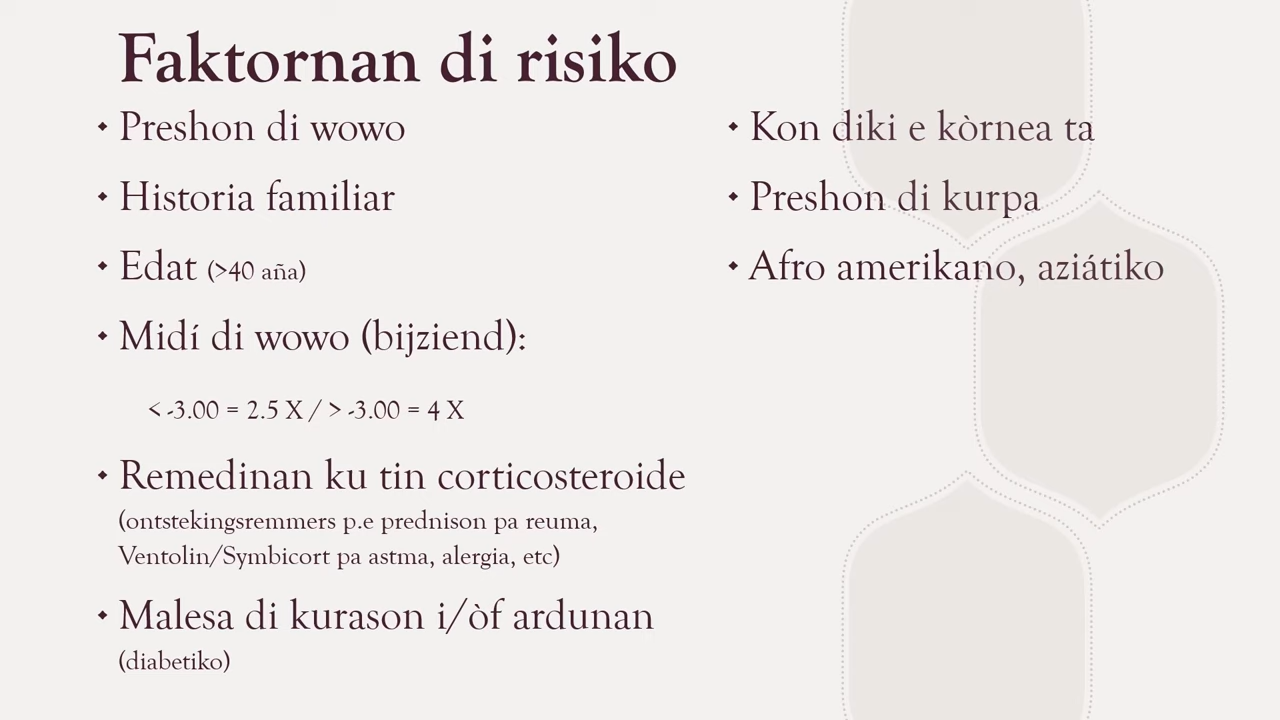 Faktornan di risiko
• Preshon di wowo
• Historia familiar
• Edat (>40 aña)
• Midí di wowo (bijziend):
< -3.00 = 2.5 X / > -3.00 = 4 X
• Remedinan ku tin corticosteroide
(ontstekingsremmers p.e prednison pa reuma,
Ventolin/Symbicort pa astma, alergia, etc)
• Malesa di kurason i/òf ardunan
(diabetiko)
• Kon diki e kòrnea ta
• Preshon di kurpa
• Afro amerikano, aziátiko